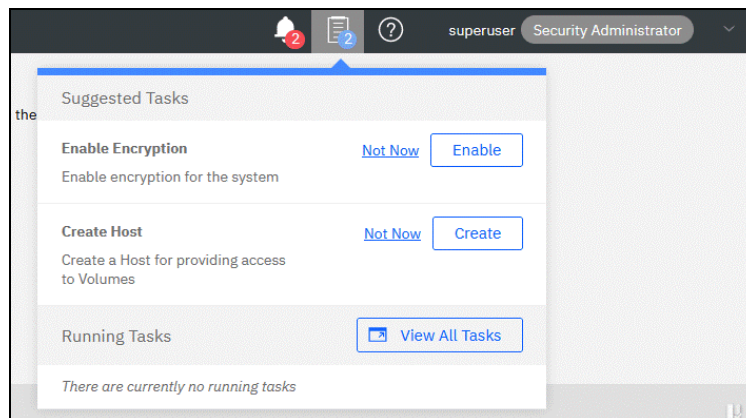 2
2
?
superuser Security Administrator
Suggested Tasks
the
Enable Encryption
Not Now
Enable
Enable encryption for the system
Create Host
Not Now
Create
Create a Host for providing access
to Volumes
Running Tasks
View All Tasks
There are currently no running tasks